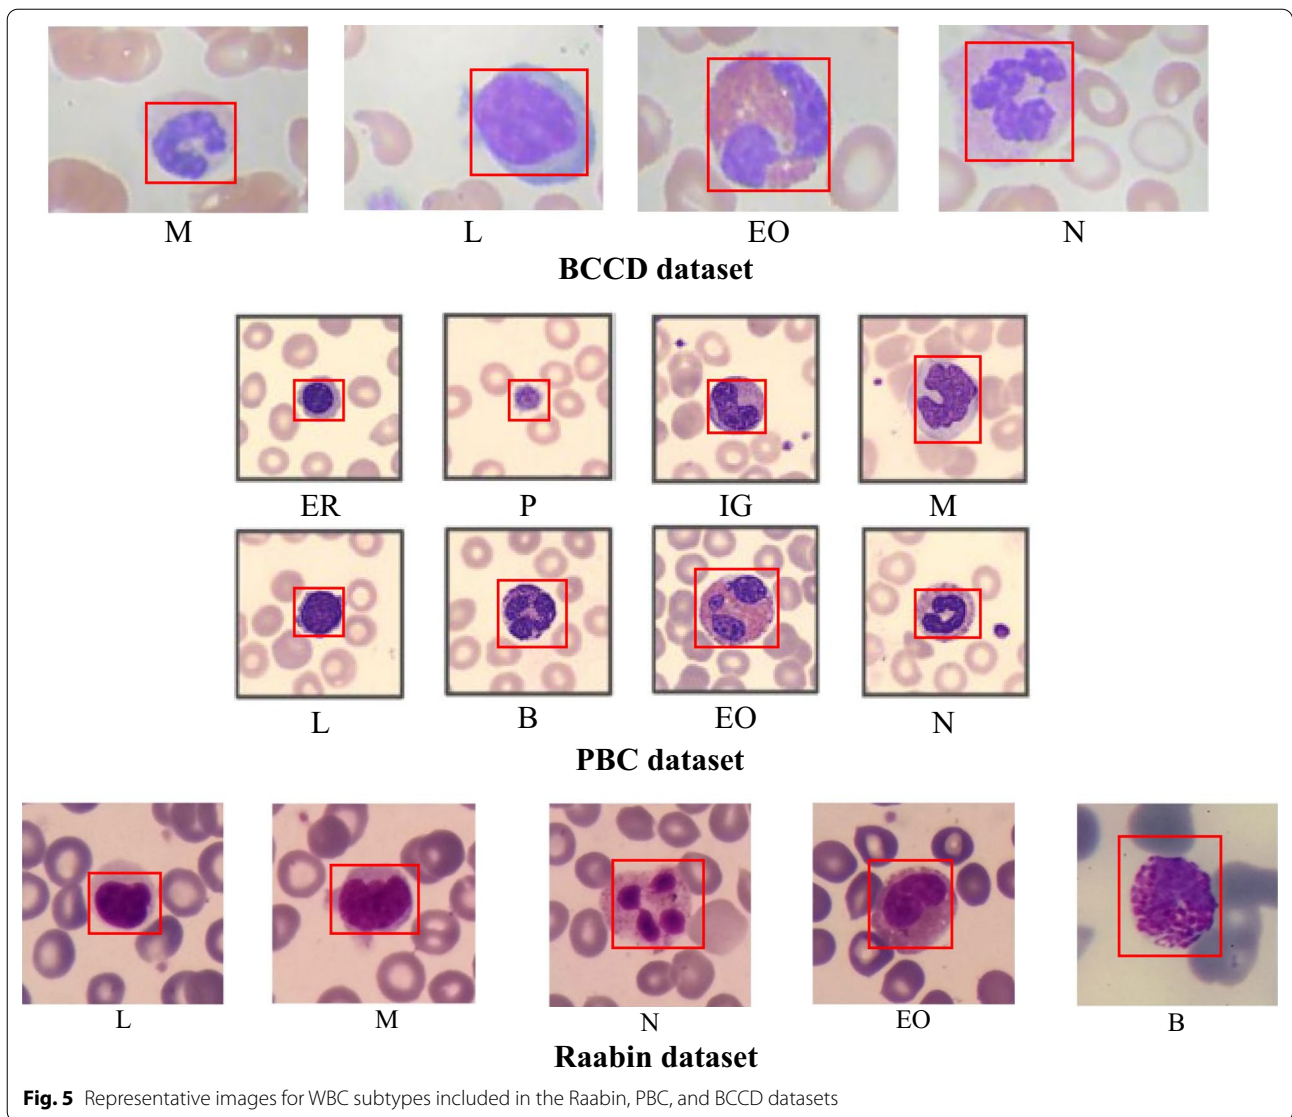 M L EO N
BCCD dataset
ER P IG M
L B EO N
PBC dataset
L M N EO B
Raabin dataset
Fig. 5 Representative images for WBC subtypes included in the Raabin, PBC, and BCCD datasets